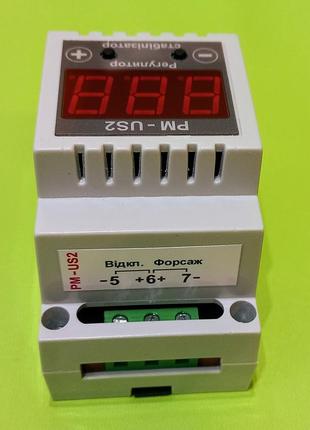 + −
Регулятор
стабілізатор
PM - US2
PM-US2
Відкл. Форсаж
-5 +6+ 7-